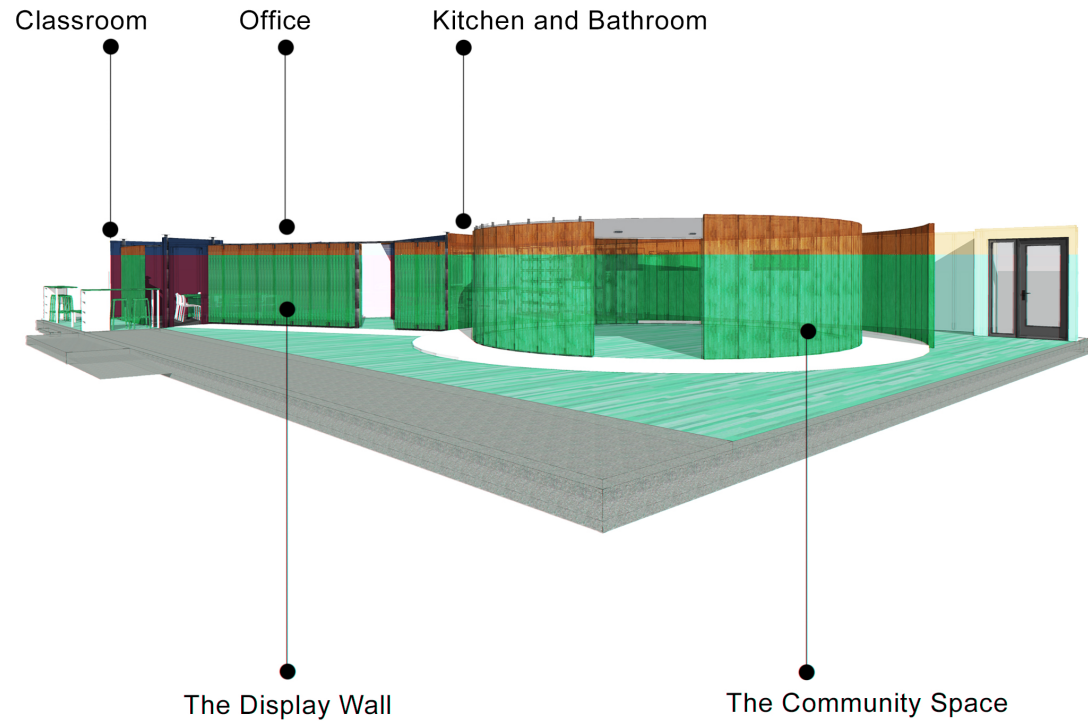 Classroom
Office
Kitchen and Bathroom
The Display Wall
The Community Space